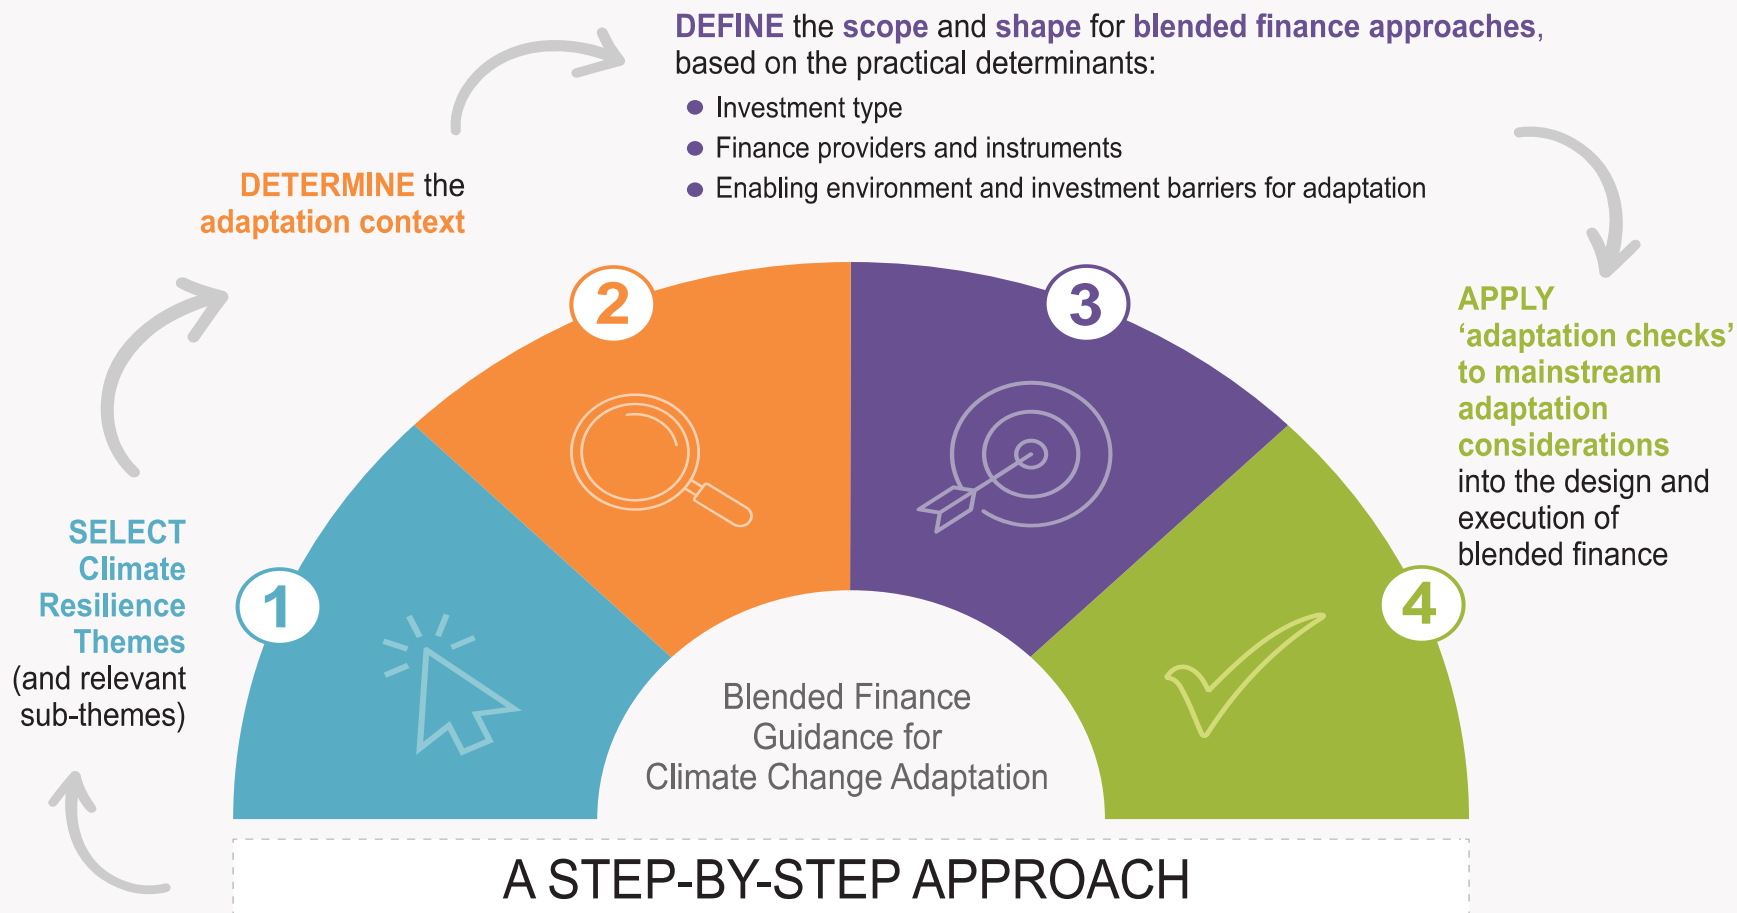 DEFINE the scope and shape for blended finance approaches,
based on the practical determinants:
Investment type
Finance providers and instruments
Enabling environment and investment barriers for adaptation
DETERMINE the
adaptation context
APPLY
‘adaptation checks’
to mainstream
adaptation
considerations
into the design and
execution of
blended finance
SELECT
Climate
Resilience
Themes
(and relevant
sub-themes)
1
2
3
4
Blended Finance
Guidance for
Climate Change Adaptation
A STEP-BY-STEP APPROACH